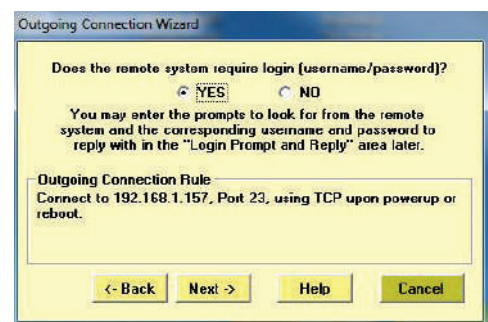 Outgoing Connection Wizard
Does the remote system require login (username/password)?
YES NO
You may enter the prompts to look for from the remote
system and the corresponding username and password to
reply with in the "Login Prompt and Reply" area later.
Outgoing Connection Rule
Connect to 192.168.1.157, Port 23, using TCP upon powerup or
reboot.
<- Back Next -> Help Cancel